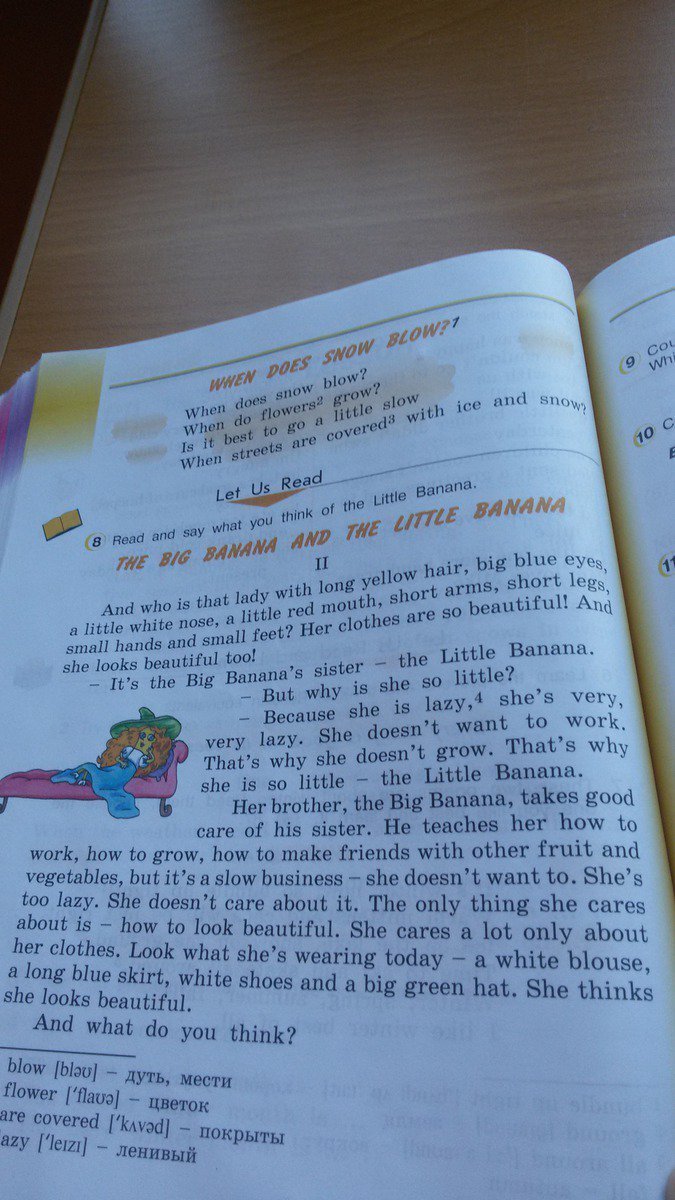 WHEN DOES SNOW BLOW?¹
When does snow blow?
When do flowers² grow?
Is it best to go a little slow
When streets are covered³ with ice and snow?
Let Us Read
8 Read and say what you think of the Little Banana.
THE BIG BANANA AND THE LITTLE BANANA
II
And who is that lady with long yellow hair, big blue eyes,
a little white nose, a little red mouth, short arms, short legs,
small hands and small feet? Her clothes are so beautiful! And
she looks beautiful too!
– It's the Big Banana's sister – the Little Banana.
– But why is she so little?
– Because she is lazy,⁴ she's very,
very lazy. She doesn't want to work.
That's why she doesn't grow. That's why
she is so little – the Little Banana.
Her brother, the Big Banana, takes good
care of his sister. He teaches her how to
work, how to grow, how to make friends with other fruit and
vegetables, but it's a slow business – she doesn't want to. She's
too lazy. She doesn't care about it. The only thing she cares
about is – how to look beautiful. She cares a lot only about
her clothes. Look what she's wearing today – a white blouse,
a long blue skirt, white shoes and a big green hat. She thinks
she looks beautiful.
And what do you think?
blow [bləʊ] – дуть, мести
flower [ˈflaʊə] – цветок
are covered [ˈkʌvəd] – покрыты
lazy [ˈleɪzɪ] – ленивый
9
10
11